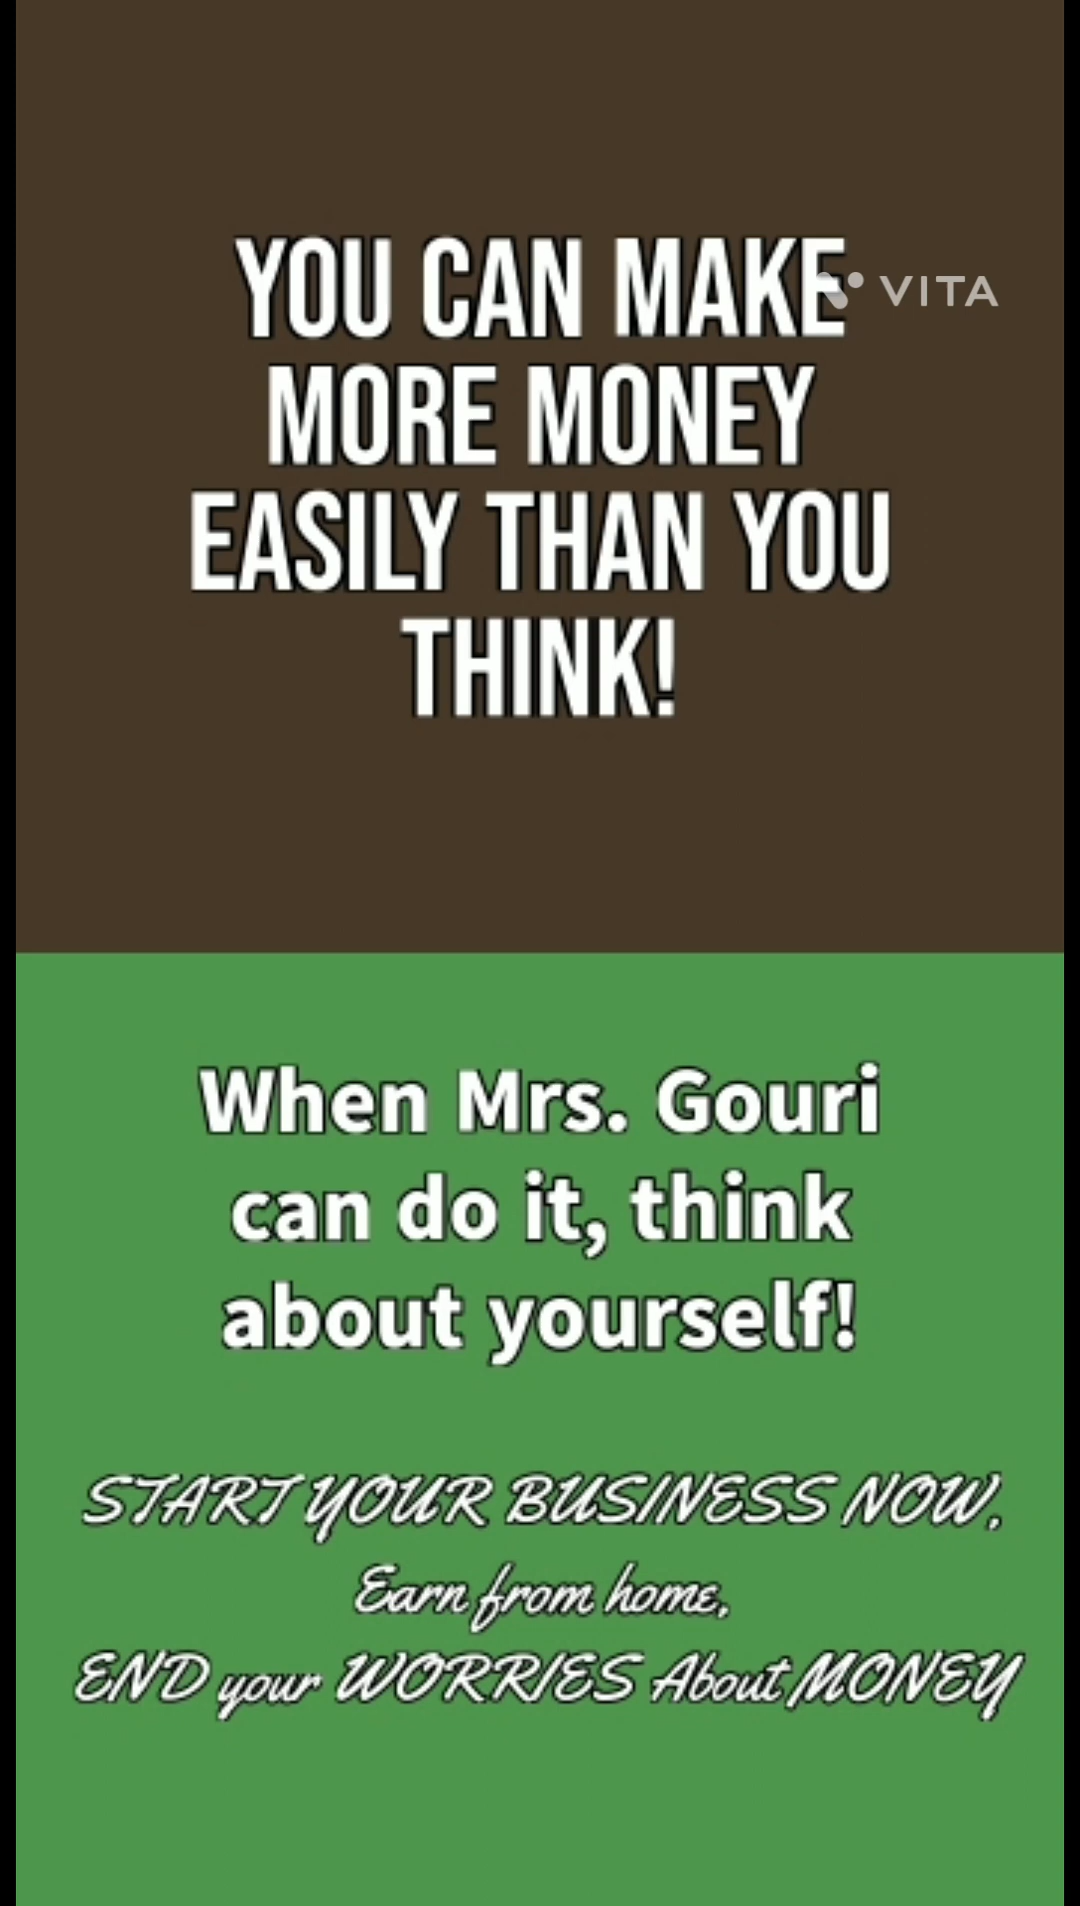 YOU CAN MAKE
VITA
MORE MONEY
EASILY THAN YOU
THINK!
When Mrs. Gouri
can do it, think
about yourself!
START YOUR BUSINESS NOW,
Earn from home,
END your WORRIES About MONEY